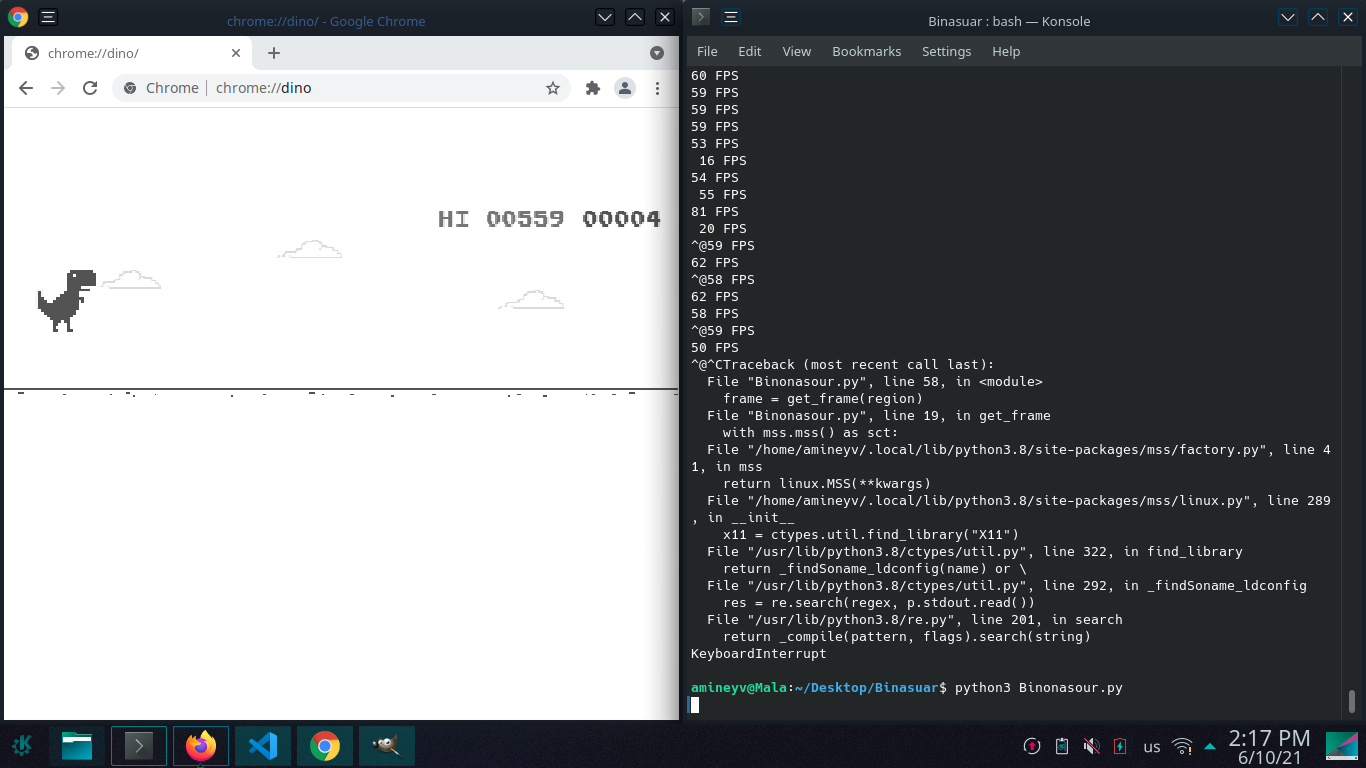 chrome://dino/ - Google Chrome
chrome://dino/
Chrome | chrome://dino
HI 00559 00004
Binasuar : bash — Konsole
File Edit View Bookmarks Settings Help
60 FPS
59 FPS
59 FPS
59 FPS
53 FPS
 16 FPS
54 FPS
 55 FPS
81 FPS
 20 FPS
^@59 FPS
62 FPS
^@58 FPS
62 FPS
58 FPS
^@59 FPS
50 FPS
^@^CTraceback (most recent call last):
  File "Binonasour.py", line 58, in <module>
    frame = get_frame(region)
  File "Binonasour.py", line 19, in get_frame
    with mss.mss() as sct:
  File "/home/amineyv/.local/lib/python3.8/site-packages/mss/factory.py", line 4
1, in mss
    return linux.MSS(**kwargs)
  File "/home/amineyv/.local/lib/python3.8/site-packages/mss/linux.py", line 289
, in __init__
    x11 = ctypes.util.find_library("X11")
  File "/usr/lib/python3.8/ctypes/util.py", line 322, in find_library
    return _findSoname_ldconfig(name) or \
  File "/usr/lib/python3.8/ctypes/util.py", line 292, in _findSoname_ldconfig
    res = re.search(regex, p.stdout.read())
  File "/usr/lib/python3.8/re.py", line 201, in search
    return _compile(pattern, flags).search(string)
KeyboardInterrupt
amineyv@Mala:~/Desktop/Binasuar$ python3 Binonasour.py
us
2:17 PM
6/10/21